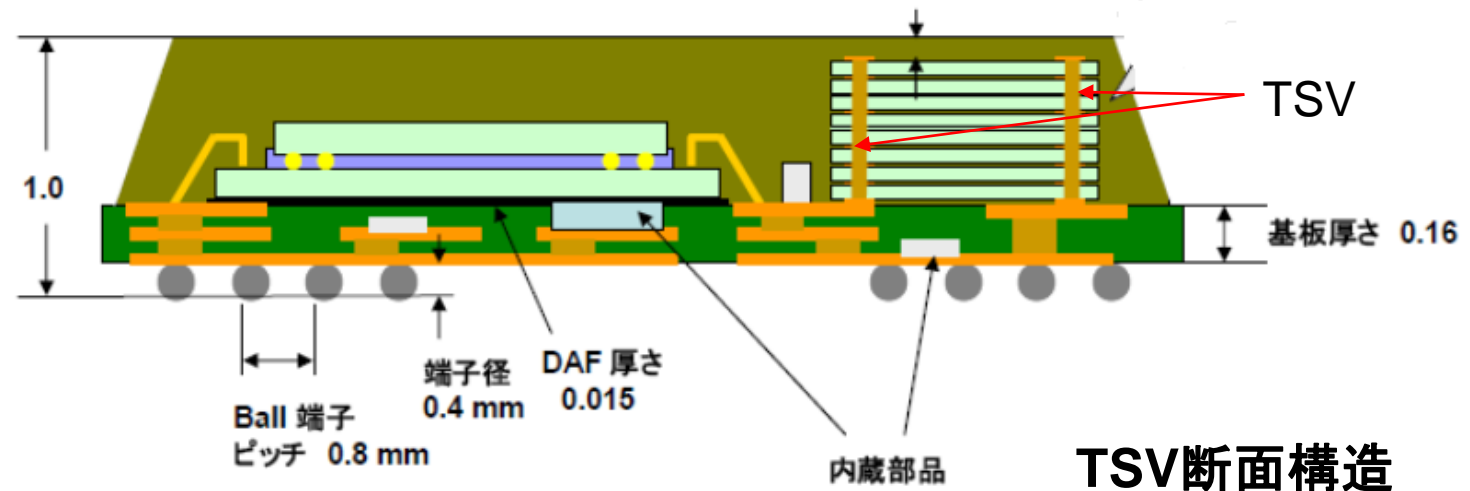 TSV
1.0
基板厚さ 0.16
端子径
0.4 mm
DAF 厚さ
0.015
Ball 端子
ピッチ 0.8 mm
内蔵部品
TSV断面構造